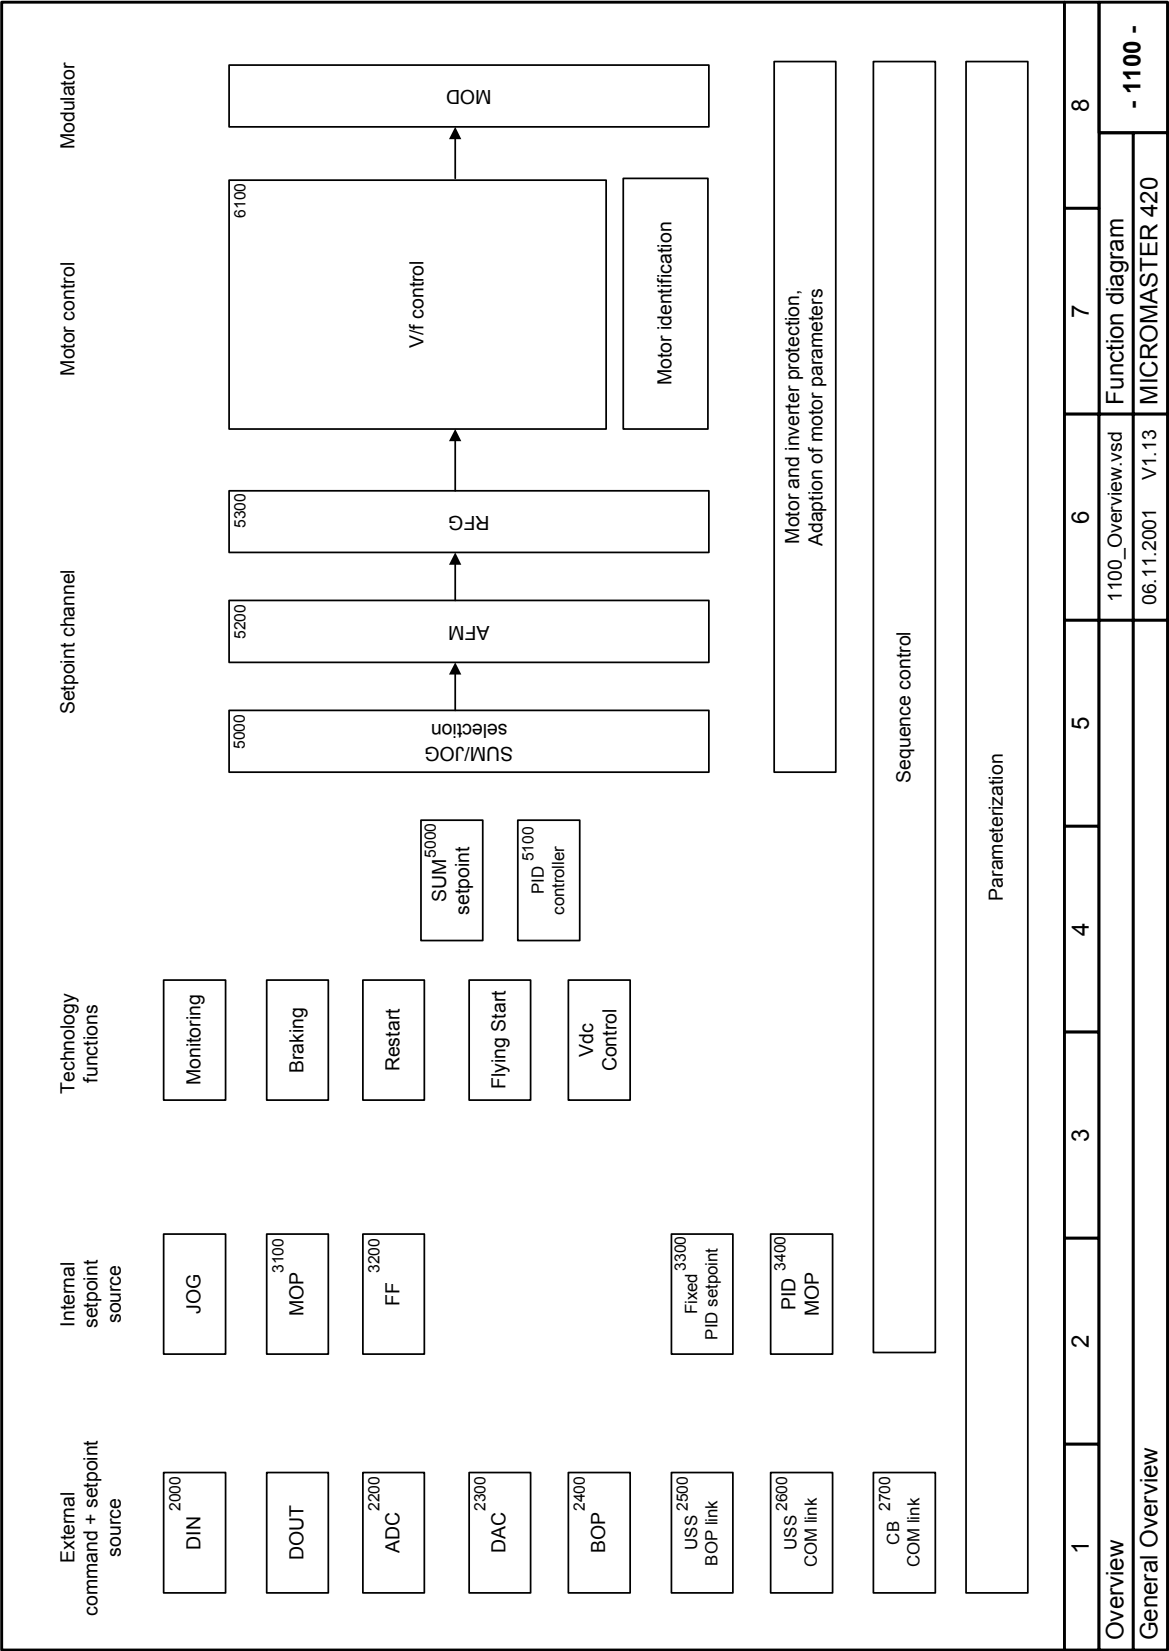 External
command + setpoint
source
Internal
setpoint
source
Technology
functions
Setpoint channel
Motor control
Modulator
DIN
2000
DOUT
ADC
2200
DAC
2300
BOP
2400
USS
2500
BOP link
USS
2600
COM link
CB
2700
COM link
JOG
3100
MOP
3200
FF
3300
Fixed
PID setpoint
3400
PID
MOP
Monitoring
Braking
Restart
Flying Start
Vdc
Control
SUM
5000
setpoint
PID
5100
controller
5000
SUM/JOG
selection
5200
AFM
5300
RFG
6100
V/f control
Motor identification
MOD
Motor and inverter protection,
Adaption of motor parameters
Sequence control
Parameterization
1 2 3 4 5 6 7 8
Overview 1100_Overview.vsd Function diagram
- 1100 -
General Overview 06.11.2001 V1.13 MICROMASTER 420